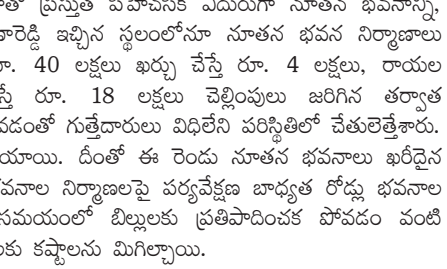 ప్రస్తుత పహచసకి ఎదురుగా నూతన భవనాన్ని,
ణారెడ్డి ఇచ్చిన స్థలంలోనూ నూతన భవన నిర్మాణాలు
రూ. 40 లక్షలు ఖర్చు చేస్తే రూ. 4 లక్షలు, రాయల
స్తే రూ. 18 లక్షలు చెల్లింపులు జరిగిన తర్వాత
వడంతో గుత్తేదారులు విధిలేని పరిస్థితిలో చేతులెత్తేశారు.
యాయి. దీంతో ఈ రెండు నూతన భవనాలు ఖరీదైన
వనాల నిర్మాణలపై పర్యవేక్షణ బాధ్యత రోడ్లు భవనాల
సమయంలో బిల్లులకు ప్రతిపాదించక పోవడం వంటి
లకు కష్టాలను మిగిల్చాయి.